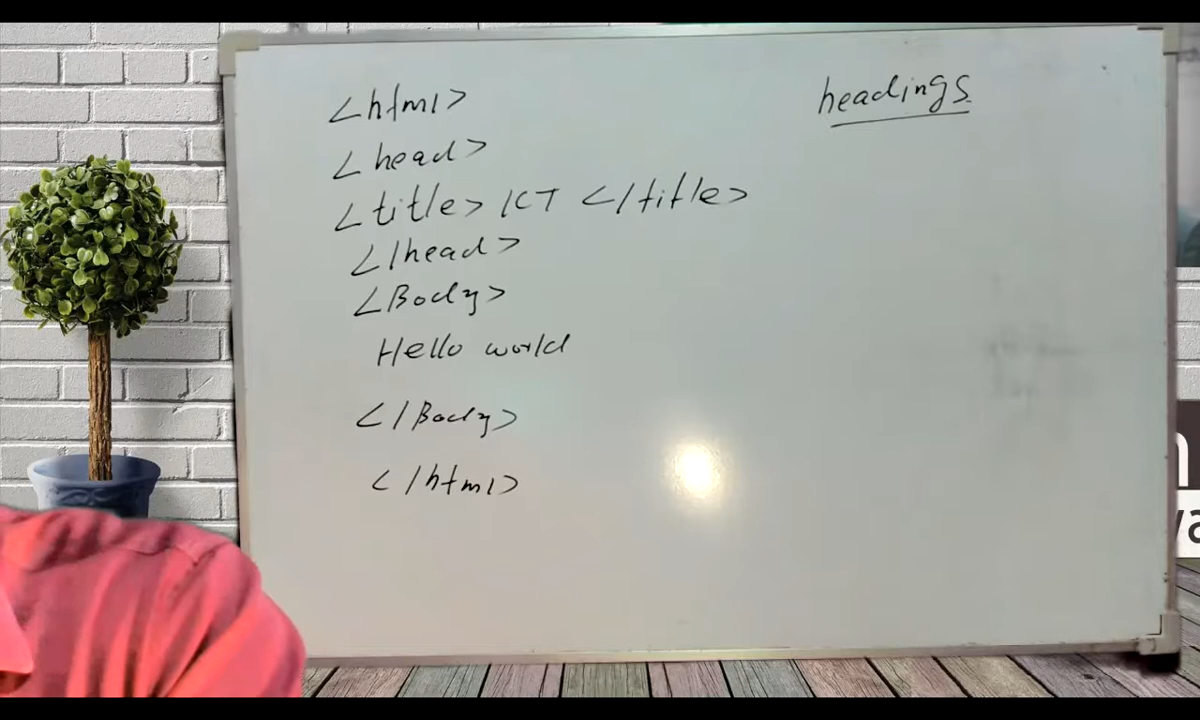 <html>
<head>
<title> ICT </title>
</head>
<Body>
Hello world
</Body>
</html>
headings